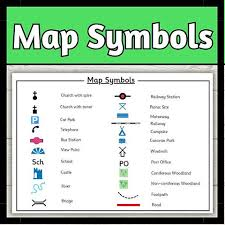 Map Symbols
Map Symbols
Church with spire
Church with tower
P
Car Park
Telephone
Bus Station
View Point
Sch
School
Castle
River
Bridge
Railway Station
Picnic Site
Motorway
Railway
Campsite
Caravan Park
Windmill
PO
Post Office
Coniferous Woodland
Non-coniferous Woodland
Footpath
Road